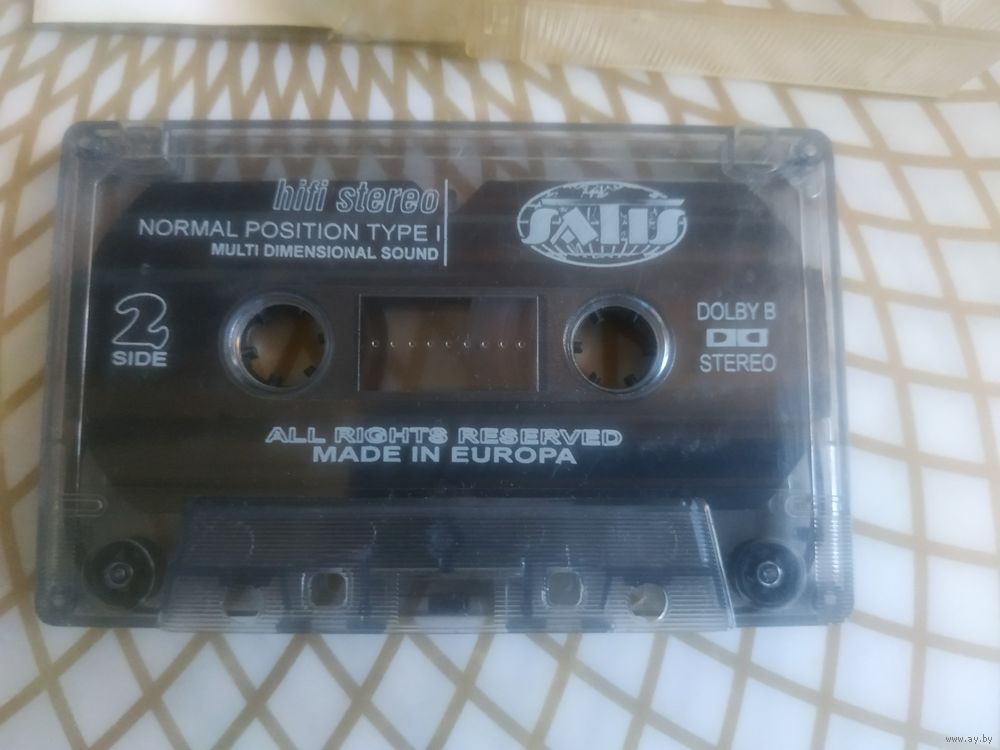 hifi stereo
NORMAL POSITION TYPE I
MULTI DIMENSIONAL SOUND
SALIS
2
SIDE
DOLBY B
STEREO
ALL RIGHTS RESERVED
MADE IN EUROPA
www.ay.by